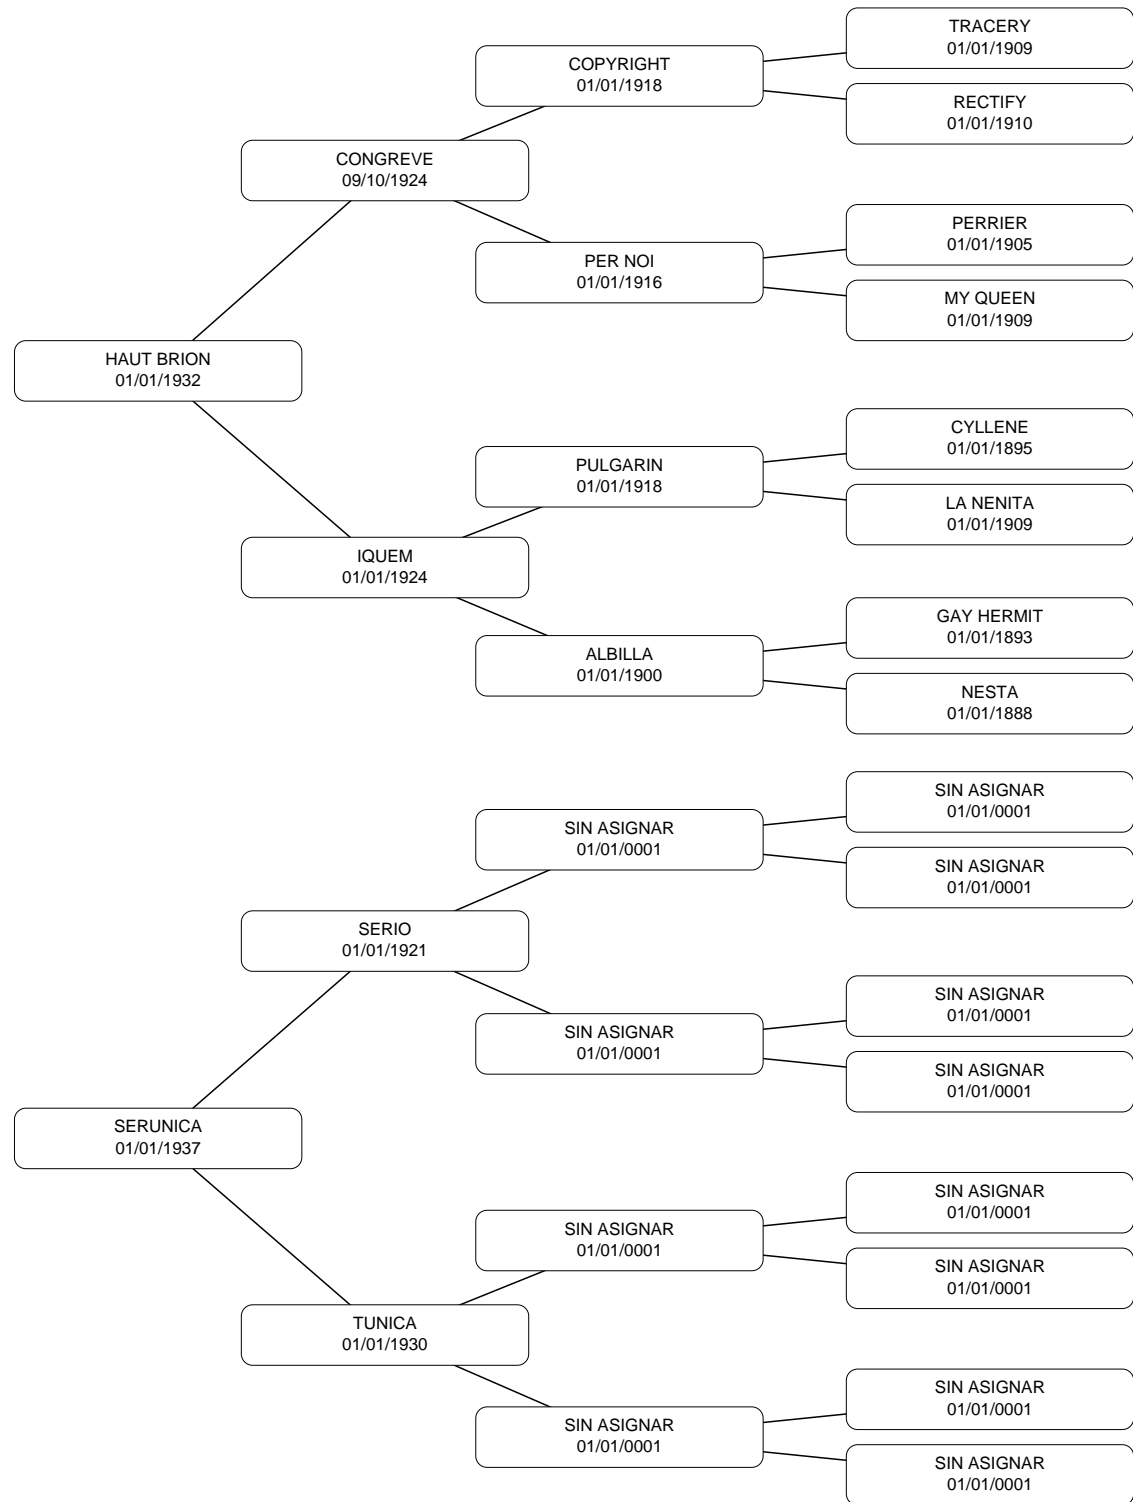 TRACERY
01/01/1909
COPYRIGHT
01/01/1918
RECTIFY
01/01/1910
CONGREVE
09/10/1924
PERRIER
01/01/1905
PER NOI
01/01/1916
MY QUEEN
01/01/1909
HAUT BRION
01/01/1932
CYLLENE
01/01/1895
PULGARIN
01/01/1918
LA NENITA
01/01/1909
IQUEM
01/01/1924
GAY HERMIT
01/01/1893
ALBILLA
01/01/1900
NESTA
01/01/1888
SIN ASIGNAR
01/01/0001
SIN ASIGNAR
01/01/0001
SIN ASIGNAR
01/01/0001
SERIO
01/01/1921
SIN ASIGNAR
01/01/0001
SIN ASIGNAR
01/01/0001
SIN ASIGNAR
01/01/0001
SERUNICA
01/01/1937
SIN ASIGNAR
01/01/0001
SIN ASIGNAR
01/01/0001
SIN ASIGNAR
01/01/0001
TUNICA
01/01/1930
SIN ASIGNAR
01/01/0001
SIN ASIGNAR
01/01/0001
SIN ASIGNAR
01/01/0001